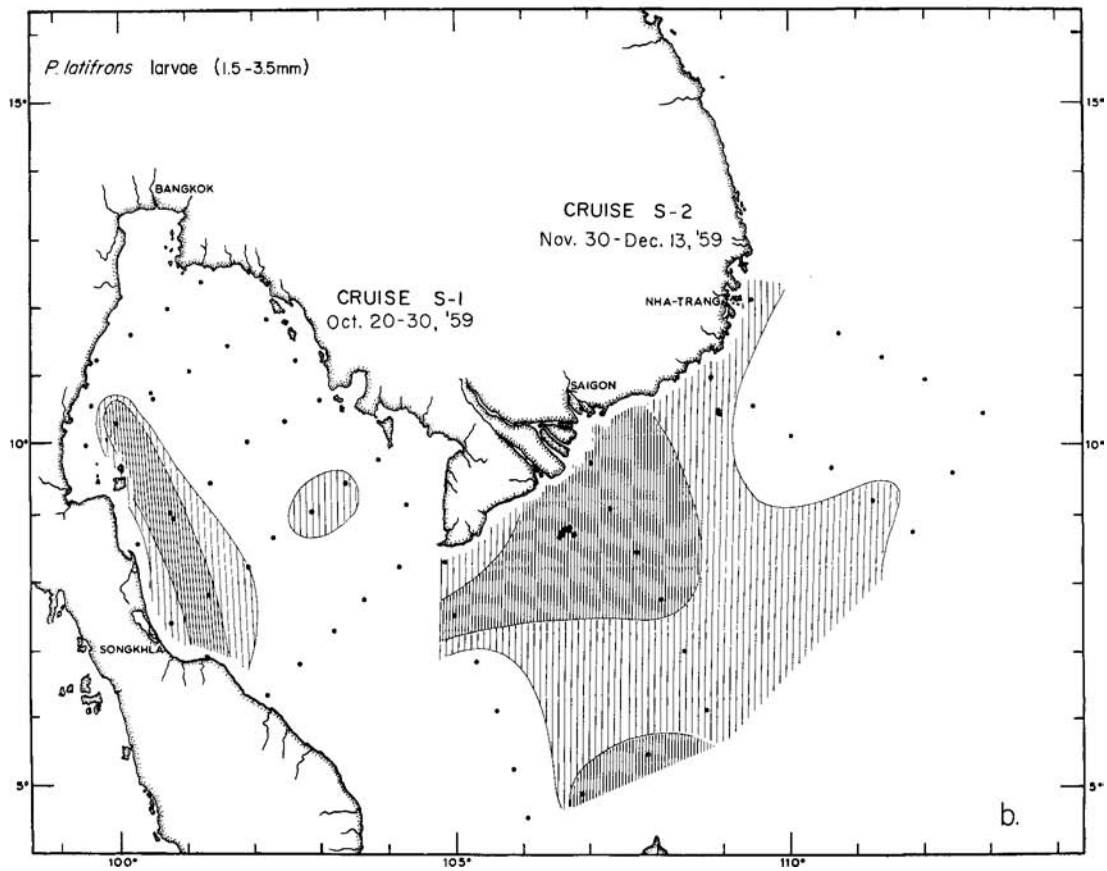 P. latifrons larvae (1.5-3.5mm)
15°
15°
BANGKOK
CRUISE S-2
Nov. 30-Dec. 13, '59
CRUISE S-1
Oct. 20-30, '59
NHA-TRANG
SAIGON
10°
10°
SONGKHLA
5°
5°
b.
100°
105°
110°